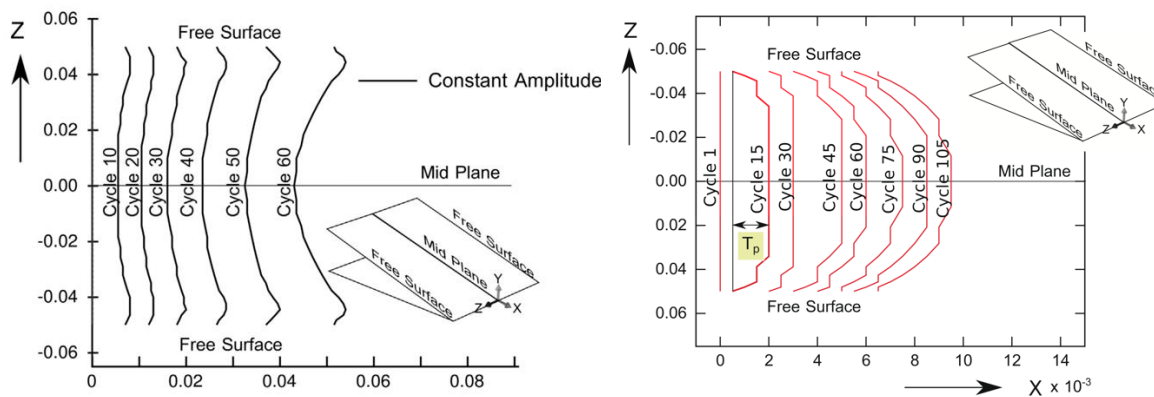 Z
0.06
0.04
0.02
0.00
-0.02
-0.04
-0.06
0
0.02
0.04
0.06
0.08
Free Surface
Constant Amplitude
Cycle 10
Cycle 20
Cycle 30
Cycle 40
Cycle 50
Cycle 60
Mid Plane
Free Surface
Free Surface
Mid Plane
Free Surface
Y
Z
X
Z
-0.06
-0.04
-0.02
0.00
0.02
0.04
0.06
0
2
4
6
8
10
12
14
X x 10⁻³
Free Surface
Cycle 1
Cycle 15
Cycle 30
Cycle 45
Cycle 60
Cycle 75
Cycle 90
Cycle 105
Mid Plane
Tₚ
Free Surface
Free Surface
Mid Plane
Free Surface
Y
Z
X